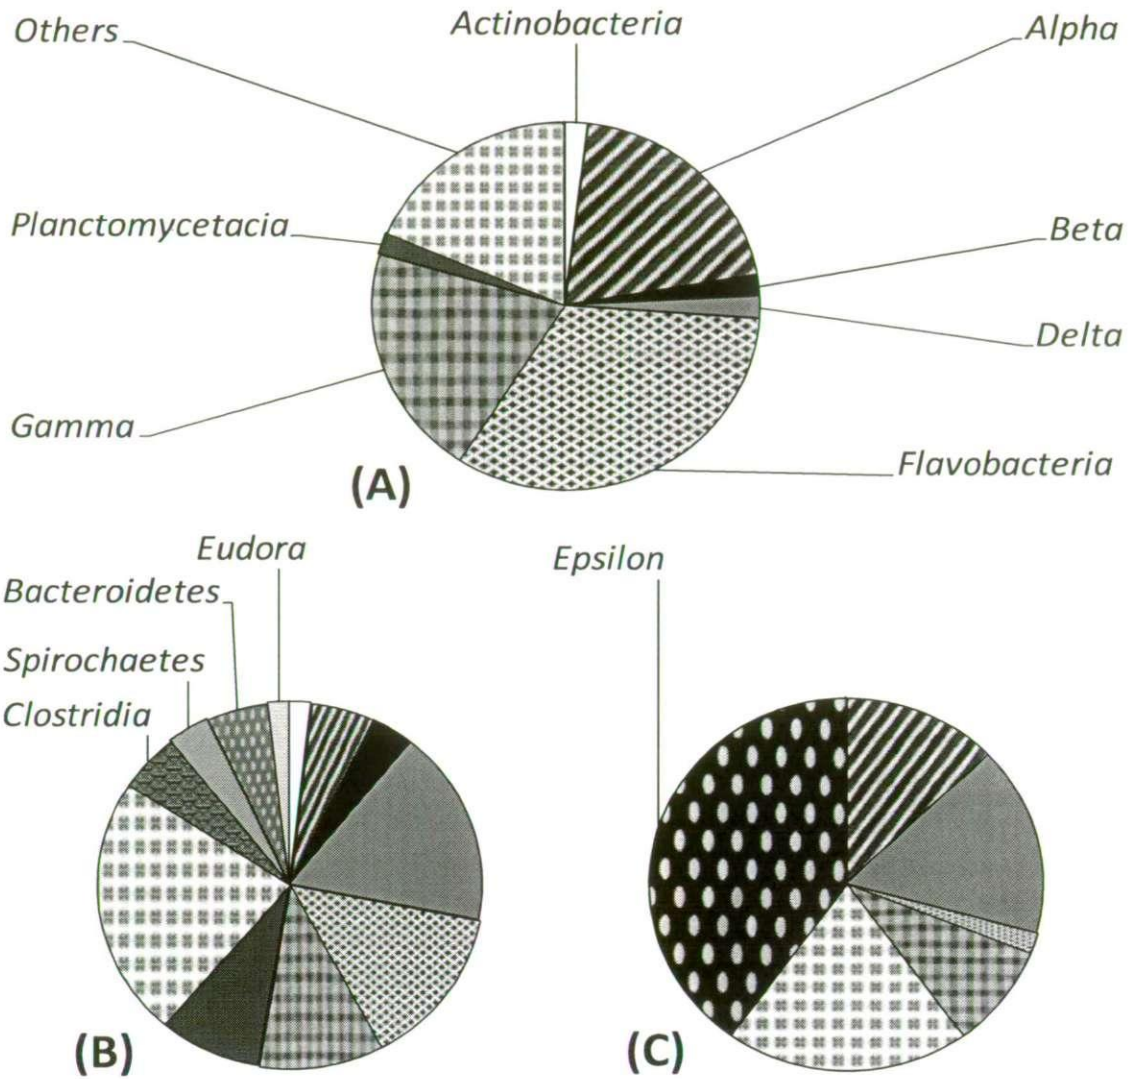 Others
Actinobacteria
Alpha
Planctomycetacia
Beta
Delta
Gamma
Flavobacteria
(A)
Eudora
Epsilon
Bacteroidetes
Spirochaetes
Clostridia
(B)
(C)